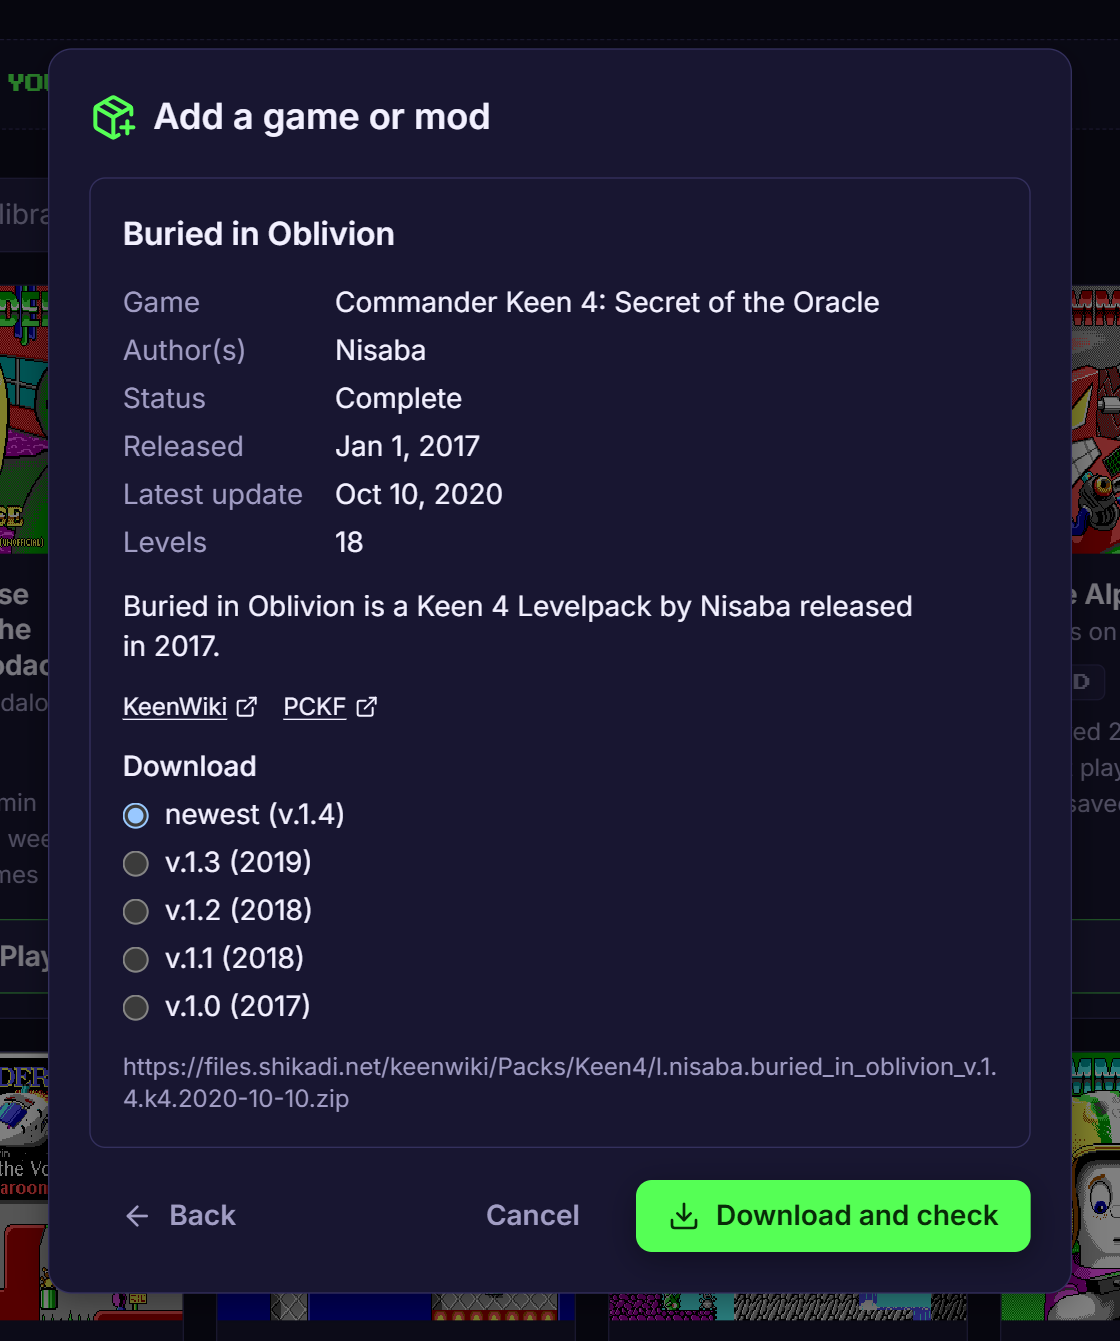 Add a game or mod
Buried in Oblivion
Game Commander Keen 4: Secret of the Oracle
Author(s) Nisaba
Status Complete
Released Jan 1, 2017
Latest update Oct 10, 2020
Levels 18
Buried in Oblivion is a Keen 4 Levelpack by Nisaba released
in 2017.
KeenWiki PCKF
Download
newest (v.1.4)
v.1.3 (2019)
v.1.2 (2018)
v.1.1 (2018)
v.1.0 (2017)
https://files.shikadi.net/keenwiki/Packs/Keen4/l.nisaba.buried_in_oblivion_v.1.
4.k4.2020-10-10.zip
Back Cancel Download and check